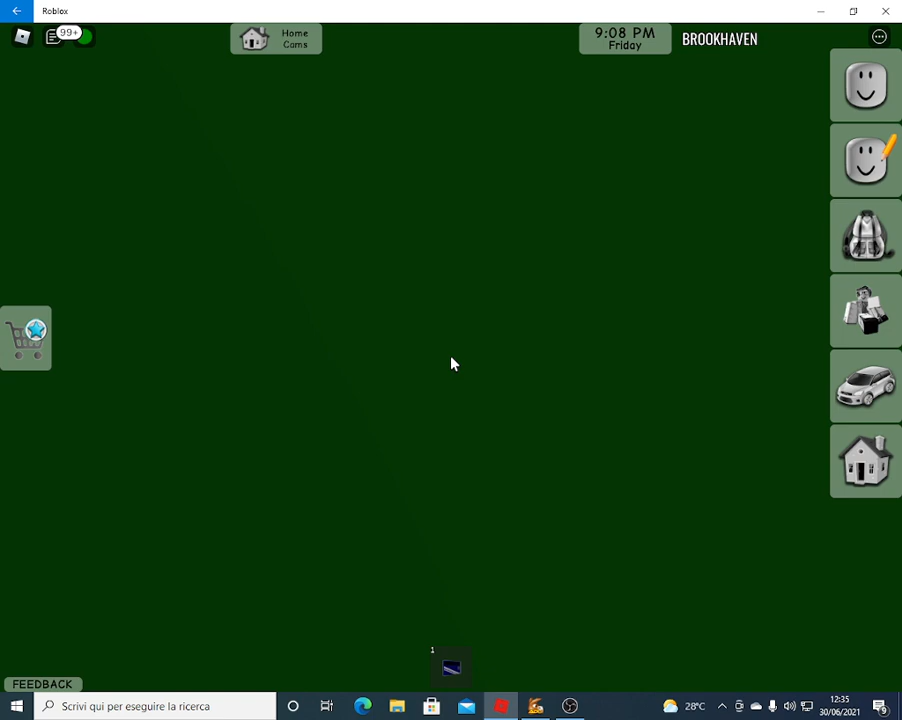 Roblox
99+
Home
Cams
9:08 PM
Friday
BROOKHAVEN
1
FEEDBACK
Scrivi qui per eseguire la ricerca
28°C
12:35
30/06/2021
9